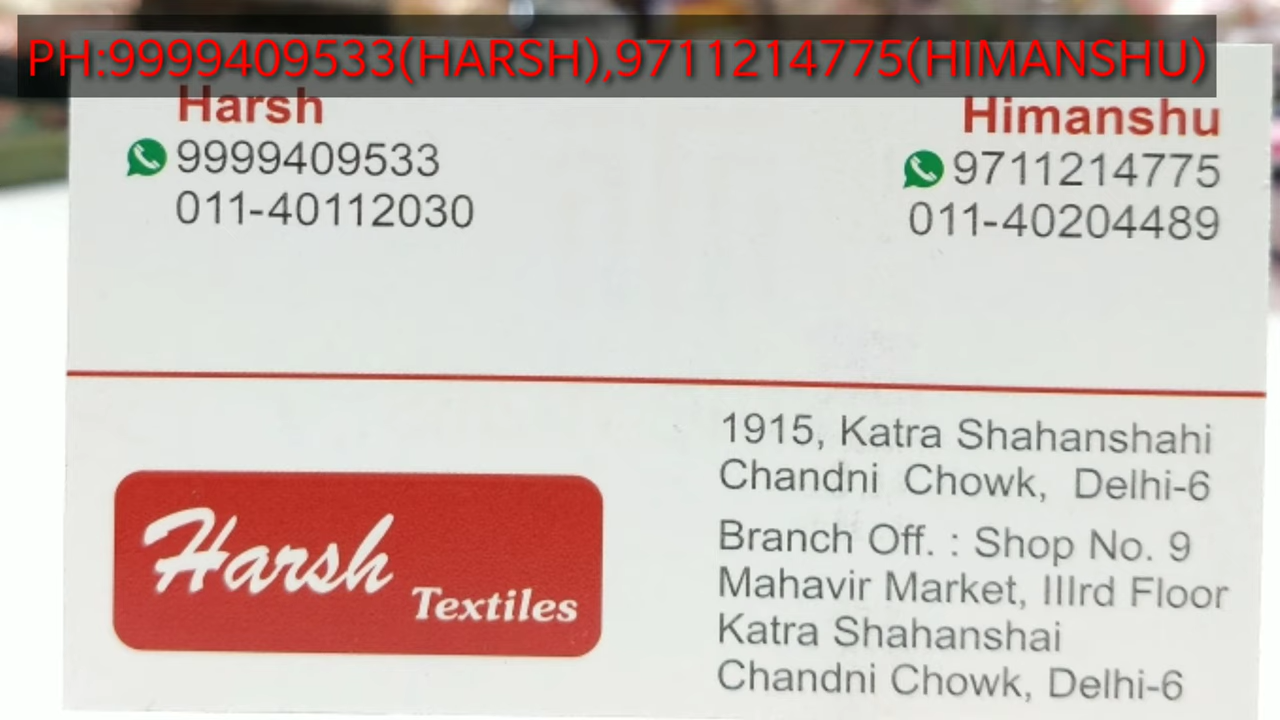 PH:9999409533(HARSH),9711214775(HIMANSHU)
Harsh
9999409533
011-40112030
Himanshu
9711214775
011-40204489
Harsh
Textiles
1915, Katra Shahanshahi
Chandni Chowk, Delhi-6
Branch Off. : Shop No. 9
Mahavir Market, IIIrd Floor
Katra Shahanshai
Chandni Chowk, Delhi-6